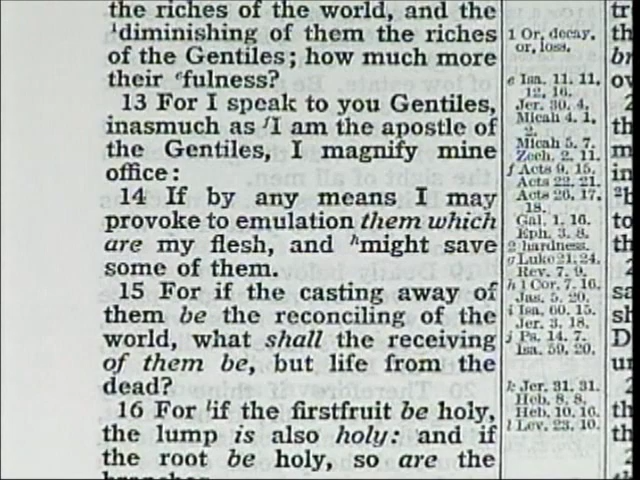 the riches of the world, and the
¹diminishing of them the riches
of the Gentiles; how much more
their ᵉfulness?
13 For I speak to you Gentiles,
inasmuch as ᶠI am the apostle of
the Gentiles, I magnify mine
office:
14 If by any means I may
provoke to emulation them which
are my flesh, and ʰmight save
some of them.
15 For if the casting away of
them be the reconciling of the
world, what shall the receiving
of them be, but life from the
dead?
16 For ˡif the firstfruit be holy,
the lump is also holy: and if
the root be holy, so are the
1 Or, decay,
or, loss.
e Isa. 11. 11,
12, 16.
Jer. 30. 4.
Micah 4. 1,
2.
Micah 5. 7.
Zech. 2. 11.
f Acts 9. 15.
Acts 22. 21.
Acts 26. 17,
18.
Gal. 1. 16.
Eph. 3. 8.
2 hardness.
g Luke 21. 24.
Rev. 7. 9.
h 1 Cor. 7. 16.
Jas. 5. 20.
i Isa. 60. 15.
Jer. 3. 18.
j Ps. 14. 7.
Isa. 59. 20.
k Jer. 31. 31.
Heb. 8. 8.
Heb. 10. 16.
l Lev. 23. 10.